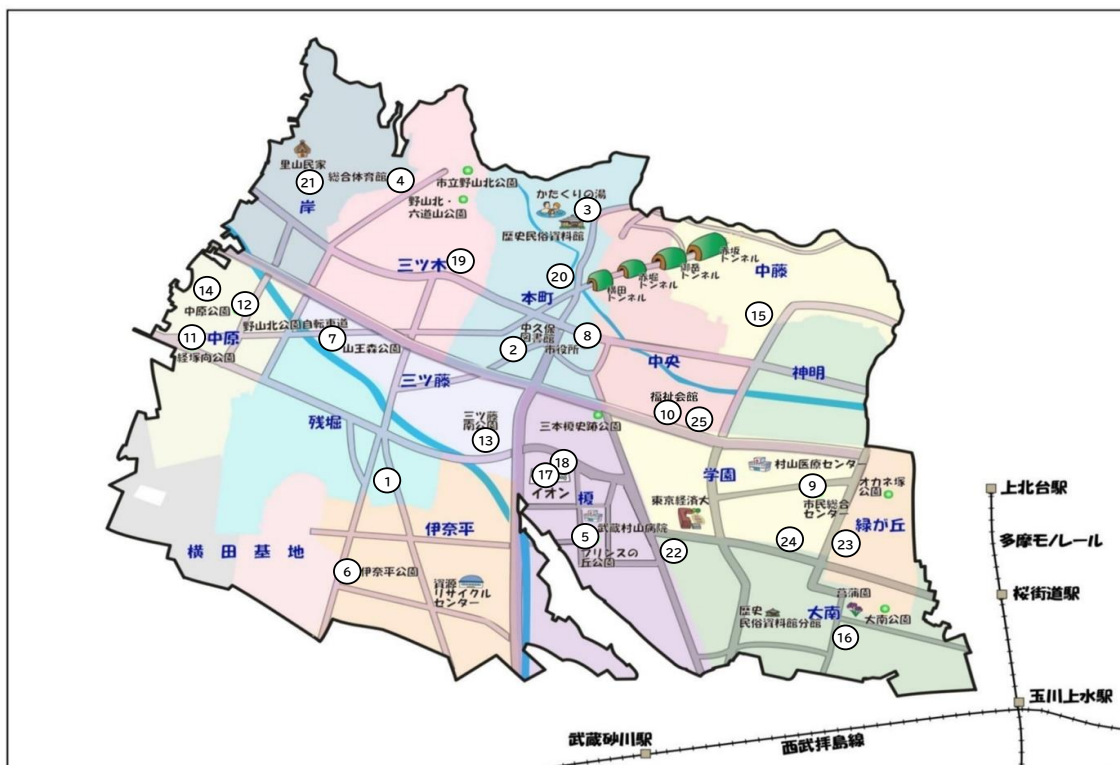 里山民家
21
総合体育館
4
岸
市立野山北公園
野山北・
六道山公園
かたくりの湯
3
歴史民俗資料館
三ツ木
19
20
本町
横田
トンネル
赤堀
トンネル
御岳
トンネル
赤坂
トンネル
中藤
15
14
中原公園
12
11
中原
経塚向公園
野山北公園自転車道
7
山王森公園
中久保
図書館
2
市役所
8
中央
神明
三ツ藤
福祉会館
10
25
残堀
三ツ藤
南公園
13
三本榎史跡公園
18
17
イオン
榎
1
学園
村山医療センター
9
市民総合
センター
オカネ塚
公園
東京経済大
武蔵村山病院
5
プリンスの
丘公園
22
24
23
緑が丘
伊奈平
横田基地
6
伊奈平公園
資源
リサイクル
センター
歴史
民俗資料館分館
菖蒲園
大南
大南公園
16
上北台駅
多摩モノレール
桜街道駅
玉川上水駅
武蔵砂川駅
西武拝島線